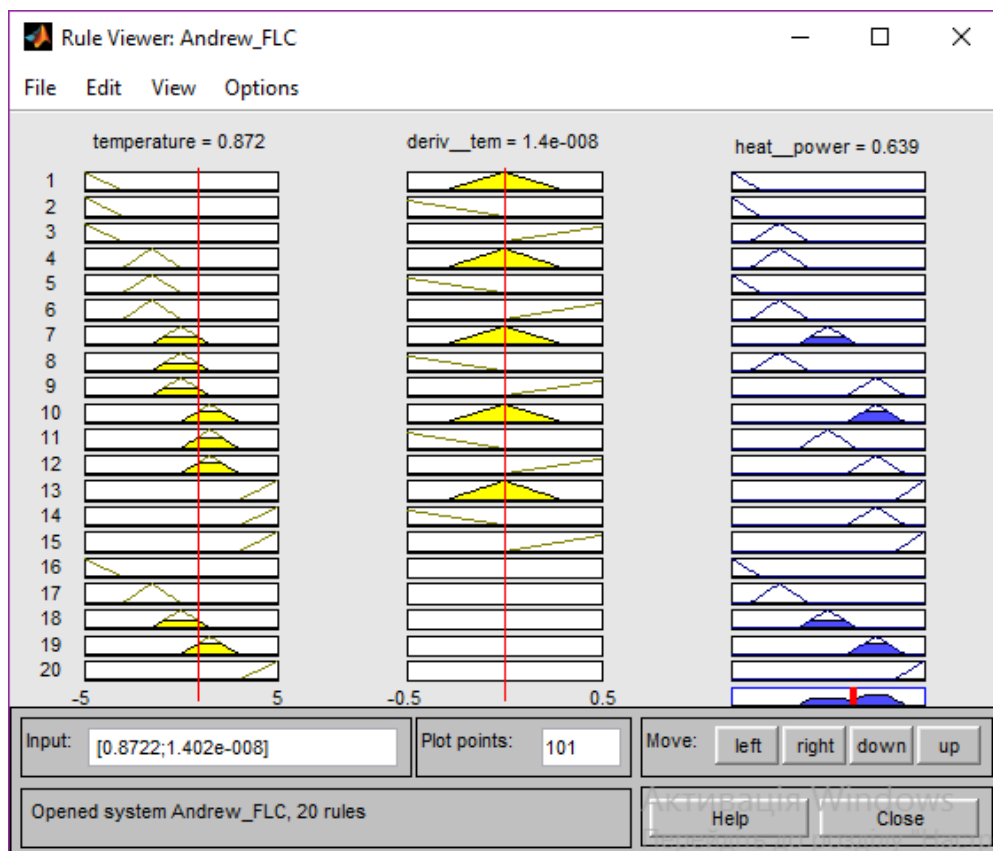 Rule Viewer: Andrew_FLC
File Edit View Options
temperature = 0.872 deriv__tem = 1.4e-008 heat__power = 0.639
1
2
3
4
5
6
7
8
9
10
11
12
13
14
15
16
17
18
19
20
-5 5 -0.5 0.5
Input: [0.8722;1.402e-008] Plot points: 101 Move: left right down up
Opened system Andrew_FLC, 20 rules
Активація Windows
Help Close